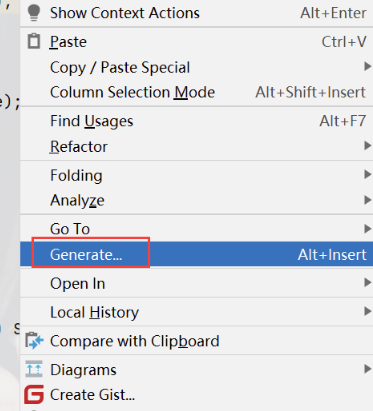 ),
Show Context Actions Alt+Enter
Paste Ctrl+V
Copy / Paste Special
Column Selection Mode Alt+Shift+Insert
e);
Find Usages Alt+F7
Refactor
Folding
Analyze
Go To
Generate... Alt+Insert
Open In
Local History
) S
Compare with Clipboard
Diagrams
Create Gist...